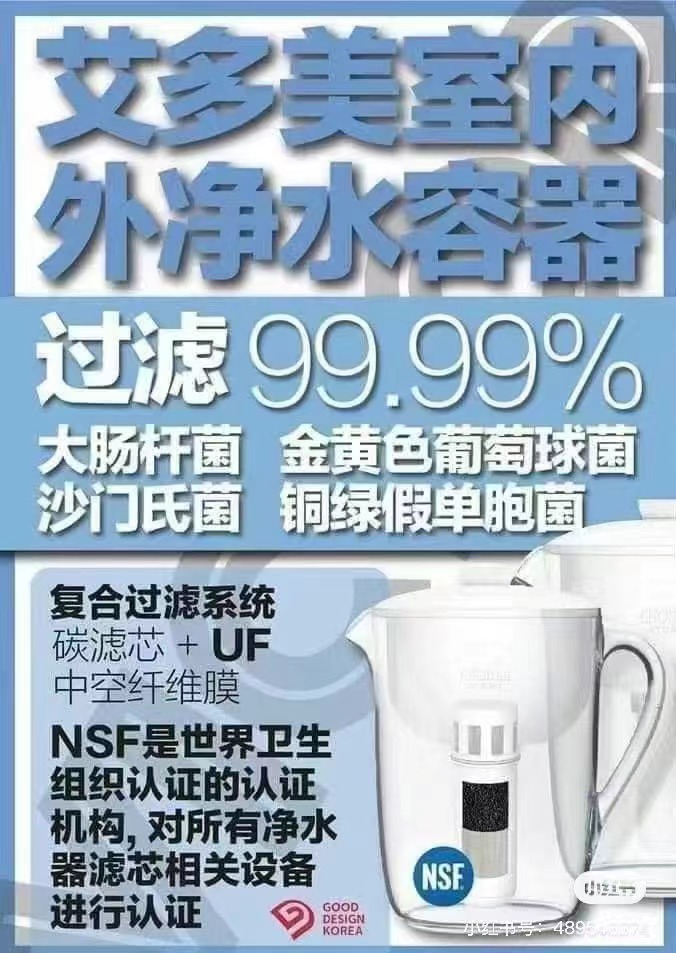 艾多美室内
外净水容器
过滤 99.99%
大肠杆菌 金黄色葡萄球菌
沙门氏菌 铜绿假单胞菌
复合过滤系统
碳滤芯 + UF
中空纤维膜
NSF是世界卫生
组织认证的认证
机构, 对所有净水
器滤芯相关设备
进行认证
NSF
GOOD
DESIGN
KOREA
小红书